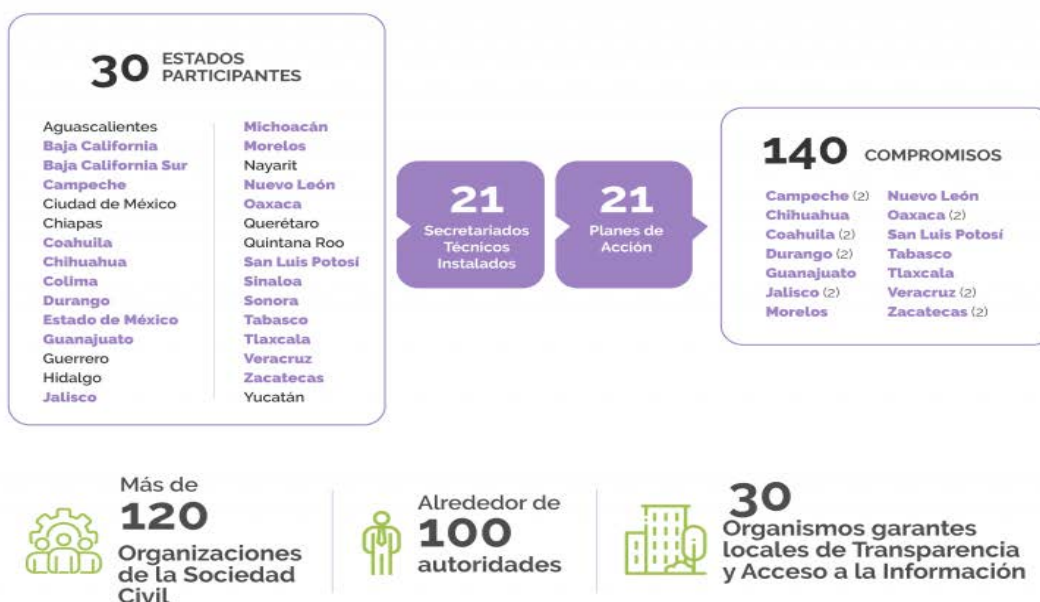 30 ESTADOS
PARTICIPANTES
Aguascalientes
Baja California
Baja California Sur
Campeche
Ciudad de México
Chiapas
Coahuila
Chihuahua
Colima
Durango
Estado de México
Guanajuato
Guerrero
Hidalgo
Jalisco
Michoacán
Morelos
Nayarit
Nuevo León
Oaxaca
Querétaro
Quintana Roo
San Luis Potosí
Sinaloa
Sonora
Tabasco
Tlaxcala
Veracruz
Zacatecas
Yucatán
21
Secretariados
Técnicos
Instalados
21
Planes de
Acción
140 COMPROMISOS
Campeche (2)
Chihuahua
Coahuila (2)
Durango (2)
Guanajuato
Jalisco (2)
Morelos
Nuevo León
Oaxaca (2)
San Luis Potosí
Tabasco
Tlaxcala
Veracruz (2)
Zacatecas (2)
Más de
120
Organizaciones
de la Sociedad
Civil
Alrededor de
100
autoridades
30
Organismos garantes
locales de Transparencia
y Acceso a la Información